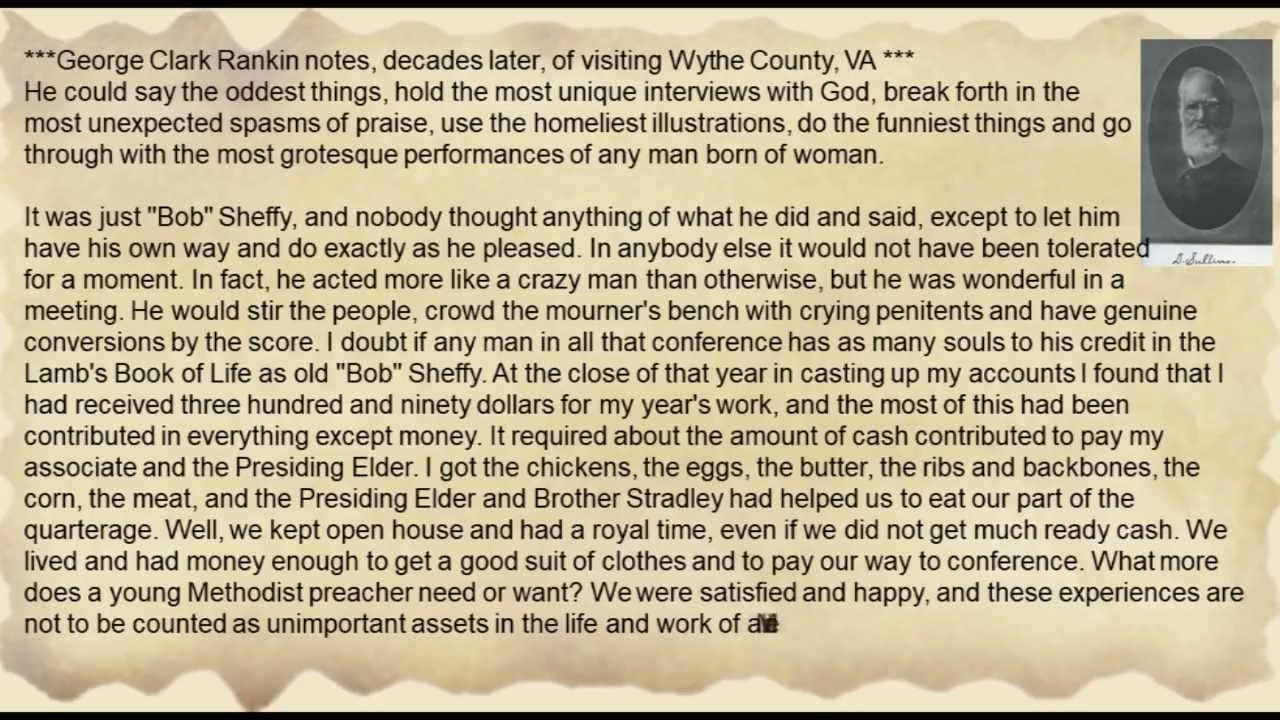 ***George Clark Rankin notes, decades later, of visiting Wythe County, VA ***
He could say the oddest things, hold the most unique interviews with God, break forth in the
most unexpected spasms of praise, use the homeliest illustrations, do the funniest things and go
through with the most grotesque performances of any man born of woman.
It was just "Bob" Sheffy, and nobody thought anything of what he did and said, except to let him
have his own way and do exactly as he pleased. In anybody else it would not have been tolerated
for a moment. In fact, he acted more like a crazy man than otherwise, but he was wonderful in a
meeting. He would stir the people, crowd the mourner's bench with crying penitents and have genuine
conversions by the score. I doubt if any man in all that conference has as many souls to his credit in the
Lamb's Book of Life as old "Bob" Sheffy. At the close of that year in casting up my accounts I found that I
had received three hundred and ninety dollars for my year's work, and the most of this had been
contributed in everything except money. It required about the amount of cash contributed to pay my
associate and the Presiding Elder. I got the chickens, the eggs, the butter, the ribs and backbones, the
corn, the meat, and the Presiding Elder and Brother Stradley had helped us to eat our part of the
quarterage. Well, we kept open house and had a royal time, even if we did not get much ready cash. We
lived and had money enough to get a good suit of clothes and to pay our way to conference. What more
does a young Methodist preacher need or want? We were satisfied and happy, and these experiences are
not to be counted as unimportant assets in the life and work of
D. Sullins.